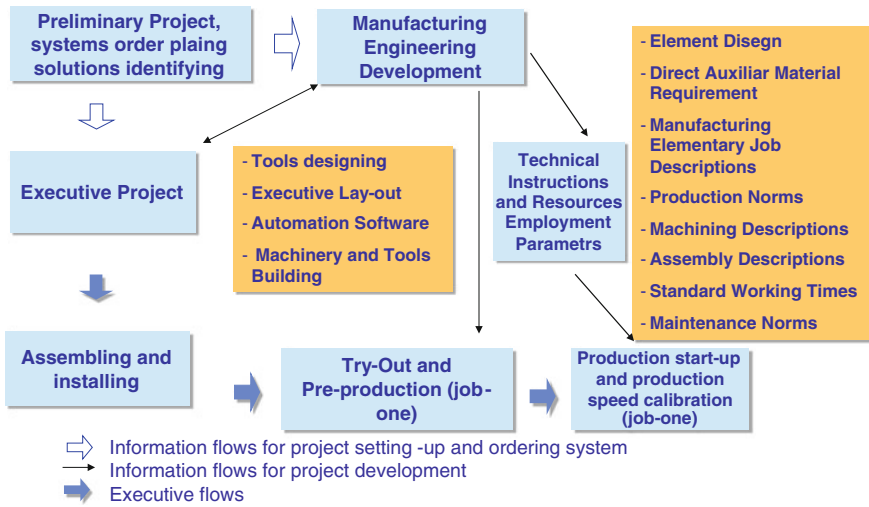 Preliminary Project,
systems order plaing
solutions identifying
Manufacturing
Engineering
Development
- Element Disegn
- Direct Auxiliar Material
Requirement
- Manufacturing
Elementary Job
Descriptions
- Production Norms
- Machining Descriptions
- Assembly Descriptions
- Standard Working Times
- Maintenance Norms
Executive Project
- Tools designing
- Executive Lay-out
- Automation Software
- Machinery and Tools
Building
Technical
Instructions
and Resources
Employment
Parametrs
Assembling and
installing
Try-Out and
Pre-production (job-
one)
Production start-up
and production
speed calibration
(job-one)
Information flows for project setting -up and ordering system
Information flows for project development
Executive flows